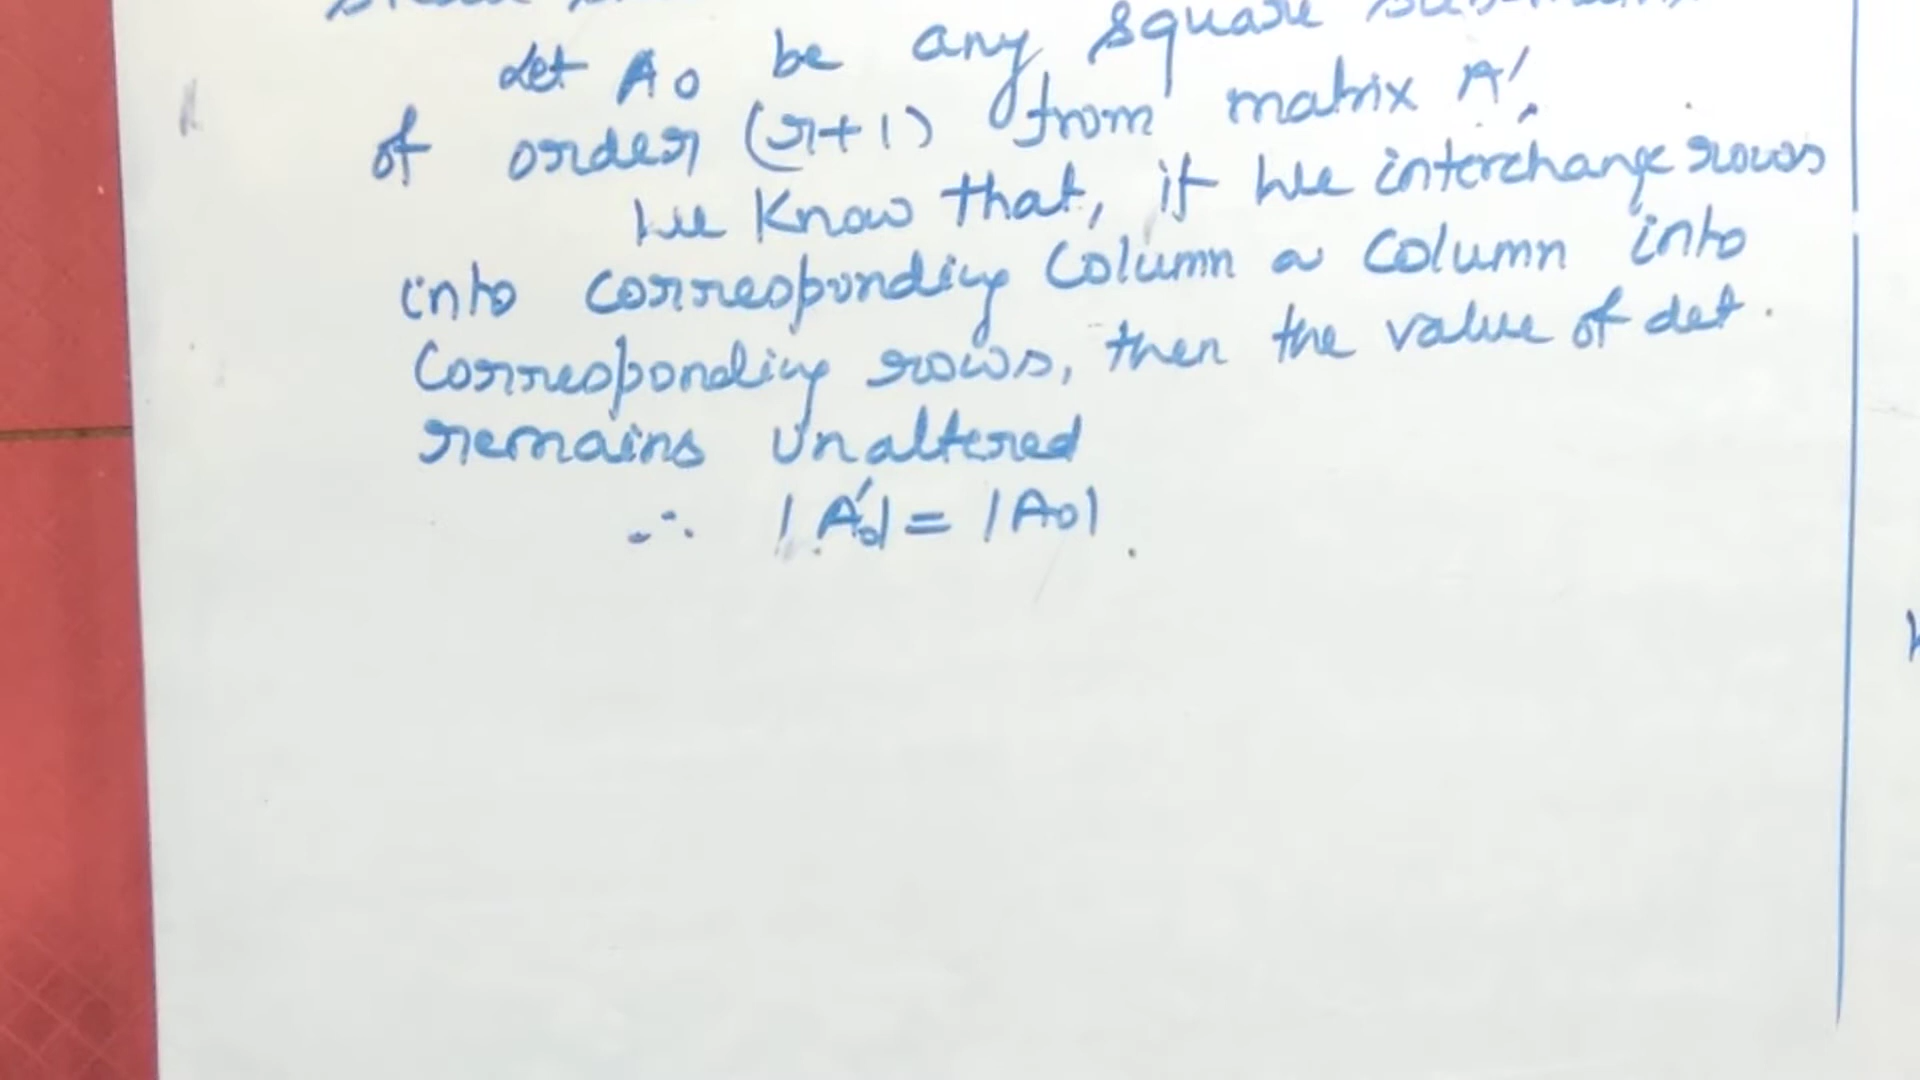 Let A0 be any square
of order (r+1) from matrix A'.
We Know that, if We interchange rows
into corresponding Column or Column into
Corresponding rows, then the value of det.
remains Unaltered
∴ |A'0| = |A0|.